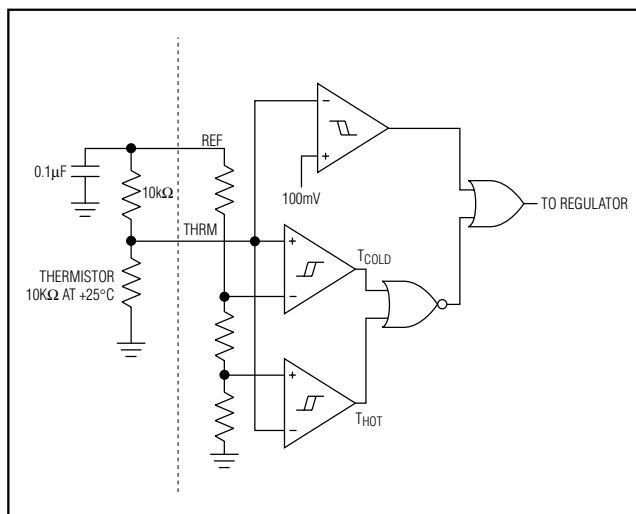 REF
0.1μF
10kΩ
100mV
TO REGULATOR
THRM
TCOLD
THERMISTOR
10KΩ AT +25°C
THOT